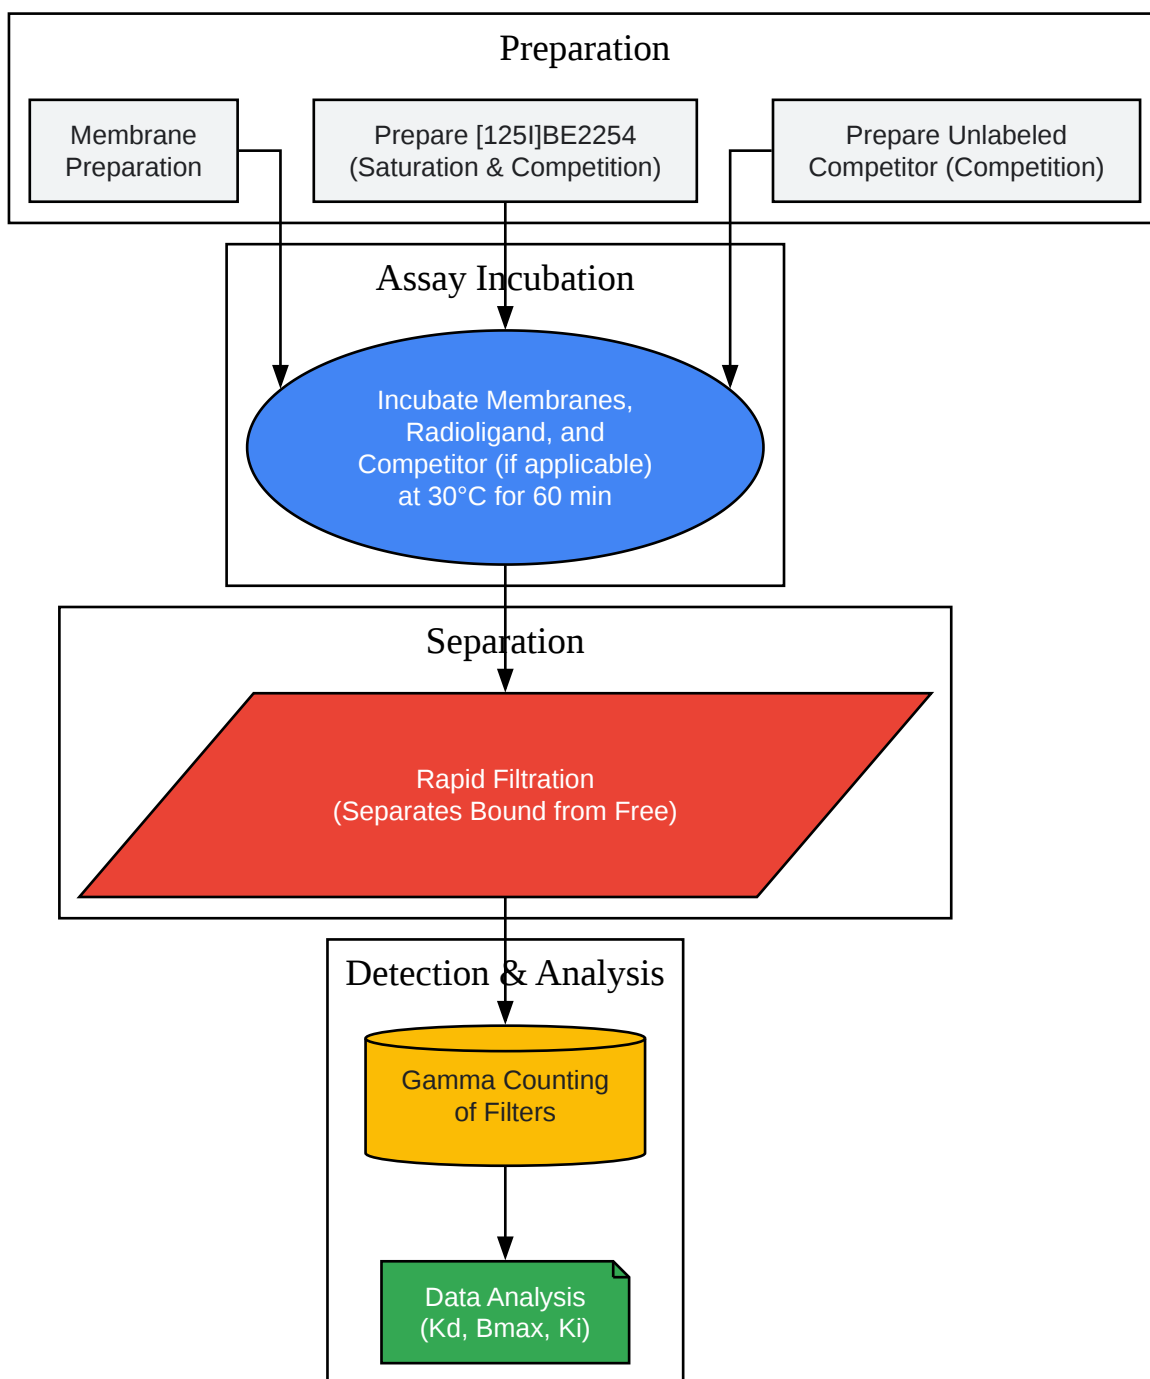 Preparation
Membrane
Preparation
Prepare [125I]BE2254
(Saturation & Competition)
Prepare Unlabeled
Competitor (Competition)
Assay Incubation
Incubate Membranes,
Radioligand, and
Competitor (if applicable)
at 30°C for 60 min
Separation
Rapid Filtration
(Separates Bound from Free)
Detection & Analysis
Gamma Counting
of Filters
Data Analysis
(Kd, Bmax, Ki)